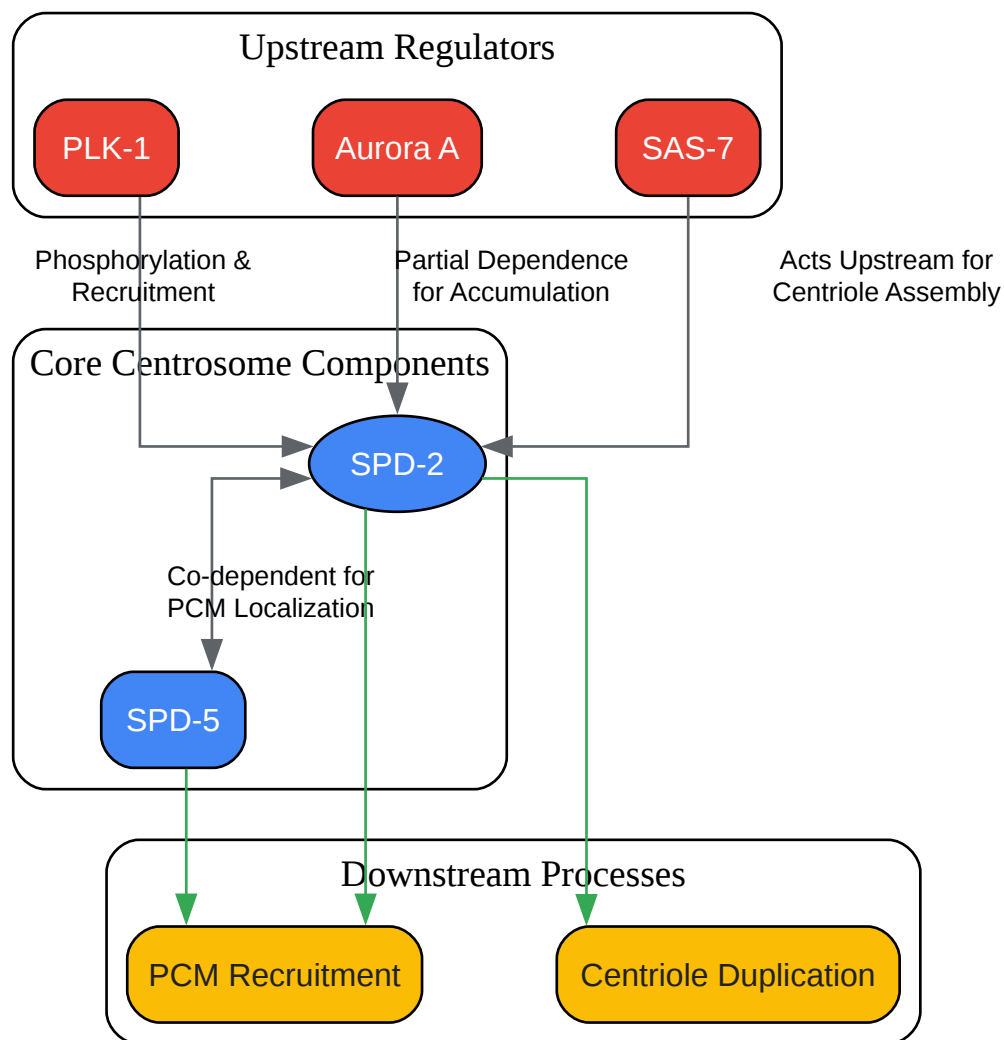 Upstream Regulators
PLK-1
Aurora A
SAS-7
Phosphorylation &
Recruitment
Partial Dependence
for Accumulation
Acts Upstream for
Centriole Assembly
Core Centrosome Components
SPD-2
Co-dependent for
PCM Localization
SPD-5
Downstream Processes
PCM Recruitment
Centriole Duplication